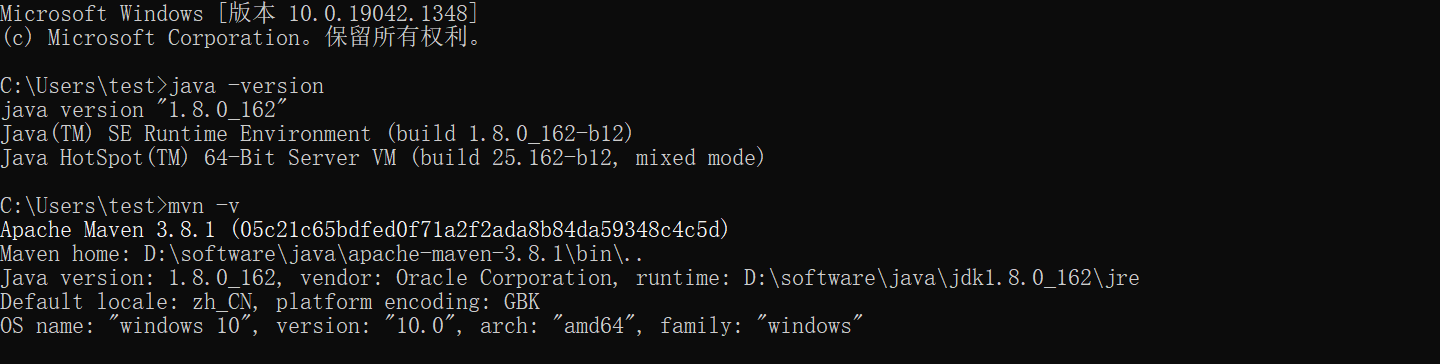 Microsoft Windows [版本 10.0.19042.1348]
(c) Microsoft Corporation。保留所有权利。
C:\Users\test>java -version
java version "1.8.0_162"
Java(TM) SE Runtime Environment (build 1.8.0_162-b12)
Java HotSpot(TM) 64-Bit Server VM (build 25.162-b12, mixed mode)
C:\Users\test>mvn -v
Apache Maven 3.8.1 (05c21c65bdfed0f71a2f2ada8b84da59348c4c5d)
Maven home: D:\software\java\apache-maven-3.8.1\bin\..
Java version: 1.8.0_162, vendor: Oracle Corporation, runtime: D:\software\java\jdk1.8.0_162\jre
Default locale: zh_CN, platform encoding: GBK
OS name: "windows 10", version: "10.0", arch: "amd64", family: "windows"